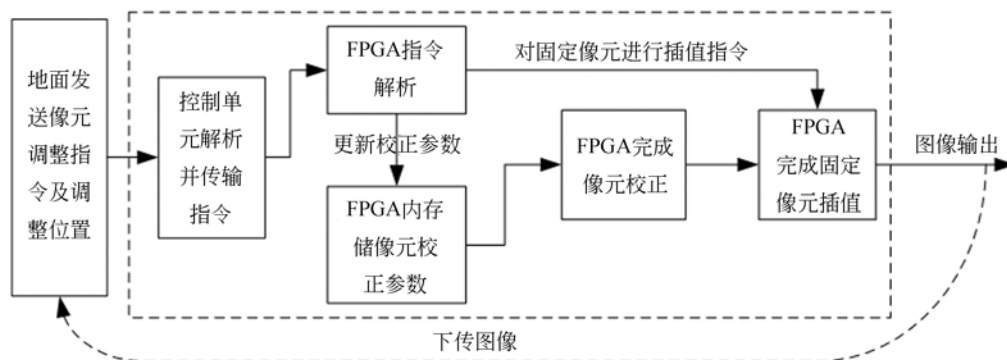 地面发
送像元
调整指
令及调
整位置
控制单
元解析
并传输
指令
FPGA指令
解析
对固定像元进行插值指令
更新校正参数
FPGA内存
储像元校
正参数
FPGA完成
像元校正
FPGA
完成固定
像元插值
图像输出
下传图像